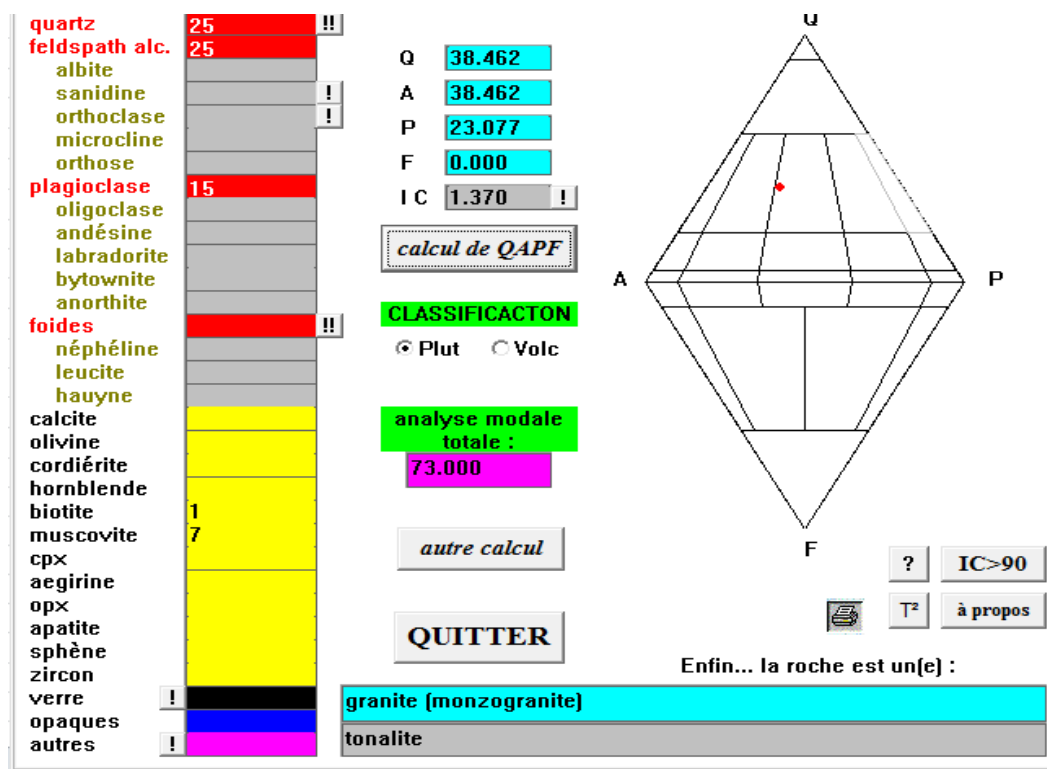 quartz 25 !!
feldspath alc. 25
albite
sanidine !
orthoclase !
microcline
orthose
plagioclase 15
oligoclase
andésine
labradorite
bytownite
anorthite
foides !!
néphéline
leucite
hauyne
calcite
olivine
cordiérite
hornblende
biotite 1
muscovite 7
cpx
aegirine
opx
apatite
sphène
zircon
verre !
opaques
autres !
Q 38.462
A 38.462
P 23.077
F 0.000
I C 1.370 !
calcul de QAPF
CLASSIFICACTON
Plut Volc
analyse modale
totale :
73.000
autre calcul
QUITTER
Q
A
P
F
? IC>90
T² à propos
Enfin... la roche est un(e) :
granite (monzogranite)
tonalite